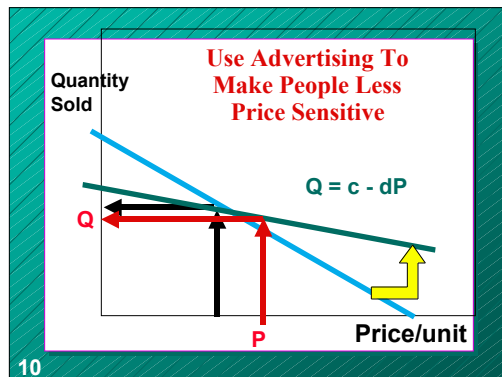 Use Advertising To
Make People Less
Price Sensitive
Quantity
Sold
Q = c - dP
Q
P
Price/unit
10